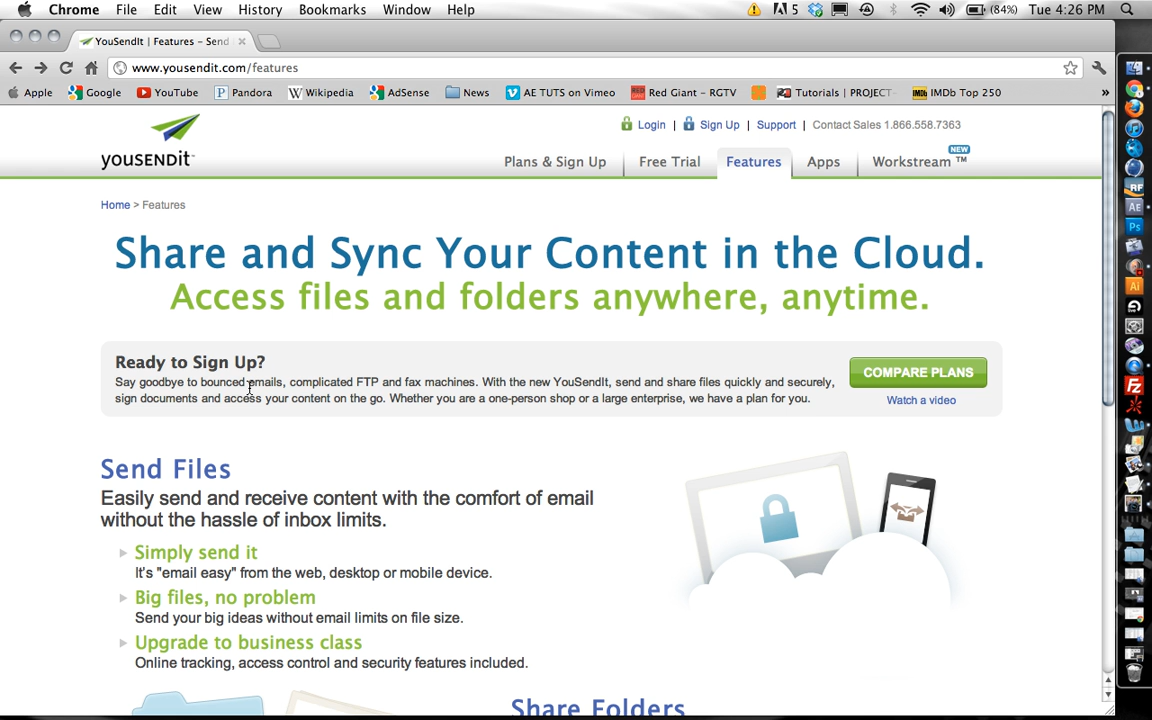 Chrome File Edit View History Bookmarks Window Help 5 (84%) Tue 4:26 PM
YouSendIt | Features – Send
www.yousendit.com/features
Apple Google YouTube Pandora Wikipedia AdSense News AE TUTS on Vimeo Red Giant – RGTV Tutorials | PROJECT IMDb Top 250 »
Login | Sign Up | Support | Contact Sales 1.866.558.7363
YOUSENDIT™
NEW
Plans & Sign Up Free Trial Features Apps Workstream ™
Home > Features
Share and Sync Your Content in the Cloud.
Access files and folders anywhere, anytime.
Ready to Sign Up?
Say goodbye to bounced emails, complicated FTP and fax machines. With the new YouSendIt, send and share files quickly and securely,
sign documents and access your content on the go. Whether you are a one-person shop or a large enterprise, we have a plan for you.
COMPARE PLANS
Watch a video
Send Files
Easily send and receive content with the comfort of email
without the hassle of inbox limits.
Simply send it
It's "email easy" from the web, desktop or mobile device.
Big files, no problem
Send your big ideas without email limits on file size.
Upgrade to business class
Online tracking, access control and security features included.
Share Folders
RF
Ae
Ps
Ai
Fz